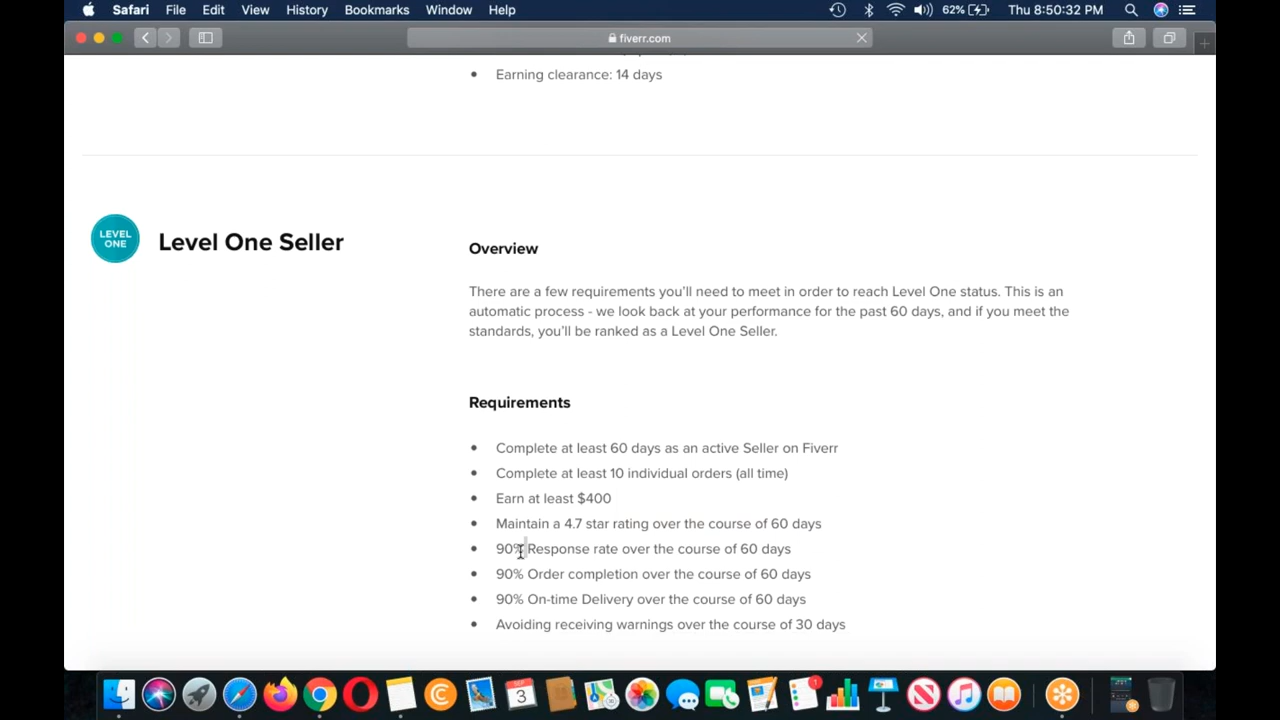 Safari File Edit View History Bookmarks Window Help 62% Thu 8:50:32 PM
fiverr.com
Earning clearance: 14 days
LEVEL
ONE
Level One Seller
Overview
There are a few requirements you'll need to meet in order to reach Level One status. This is an
automatic process - we look back at your performance for the past 60 days, and if you meet the
standards, you'll be ranked as a Level One Seller.
Requirements
Complete at least 60 days as an active Seller on Fiverr
Complete at least 10 individual orders (all time)
Earn at least $400
Maintain a 4.7 star rating over the course of 60 days
90% Response rate over the course of 60 days
90% Order completion over the course of 60 days
90% On-time Delivery over the course of 60 days
Avoiding receiving warnings over the course of 30 days
3
1